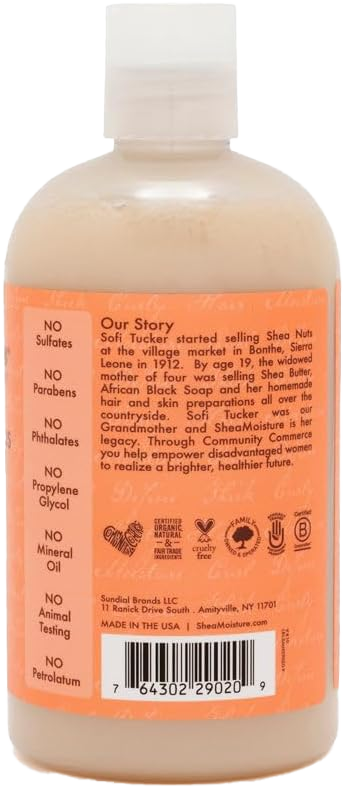 NO
Sulfates
NO
Parabens
NO
Phthalates
NO
Propylene
Glycol
NO
Mineral
Oil
NO
Animal
Testing
NO
Petrolatum
Our Story
Sofi Tucker started selling Shea Nuts
at the village market in Bonthe, Sierra
Leone in 1912. By age 19, the widowed
mother of four was selling Shea Butter,
African Black Soap and her homemade
hair and skin preparations all over the
countryside. Sofi Tucker was our
Grandmother and SheaMoisture is her
legacy. Through Community Commerce
you help empower disadvantaged women
to realize a brighter, healthier future.
CERTIFIED
ORGANIC,
NATURAL
&
FAIR TRADE
INGREDIENTS
cruelty
free
FAMILY
OWNED & OPERATED
Certified
B
Sundial Brands LLC
11 Ranick Drive South . Amityville, NY 11701
MADE IN THE USA | SheaMoisture.com
7 64302 29020 9